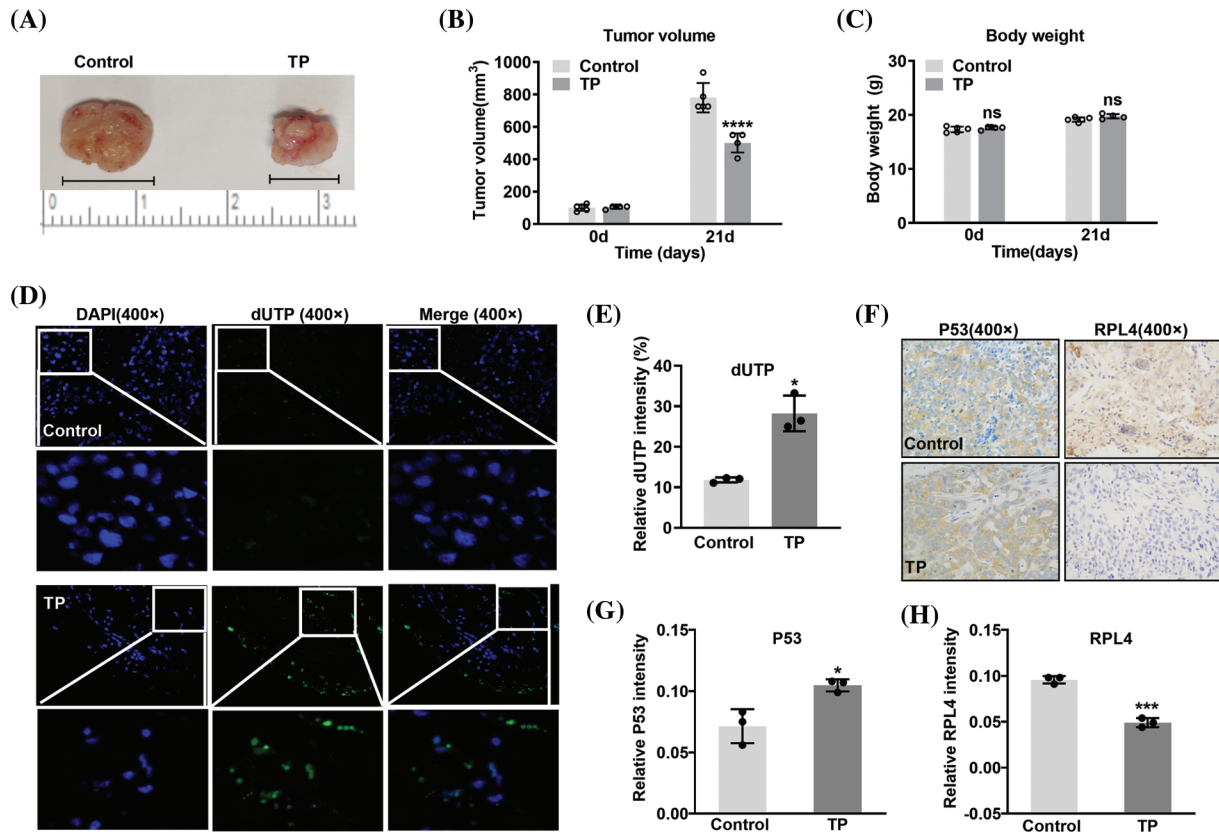 (A)
Control TP
0 1 2 3
(B)
Tumor volume
Control
TP
Tumor volume(mm³)
1000
800
600
400
200
0
****
0d 21d
Time (days)
(C)
Body weight
Control
TP
Body weight (g)
30
20
10
0
ns ns
0d 21d
Time(days)
(D)
DAPI(400×) dUTP (400×) Merge (400×)
Control
TP
(E)
dUTP
Relative dUTP intensity (%)
40
30
20
10
0
*
Control TP
(F)
P53(400×) RPL4(400×)
Control
TP
(G)
P53
Relative P53 intensity
0.15
0.10
0.05
0.00
*
Control TP
(H)
RPL4
Relative RPL4 intensity
0.15
0.10
0.05
0.00
-0.05
***
Control TP